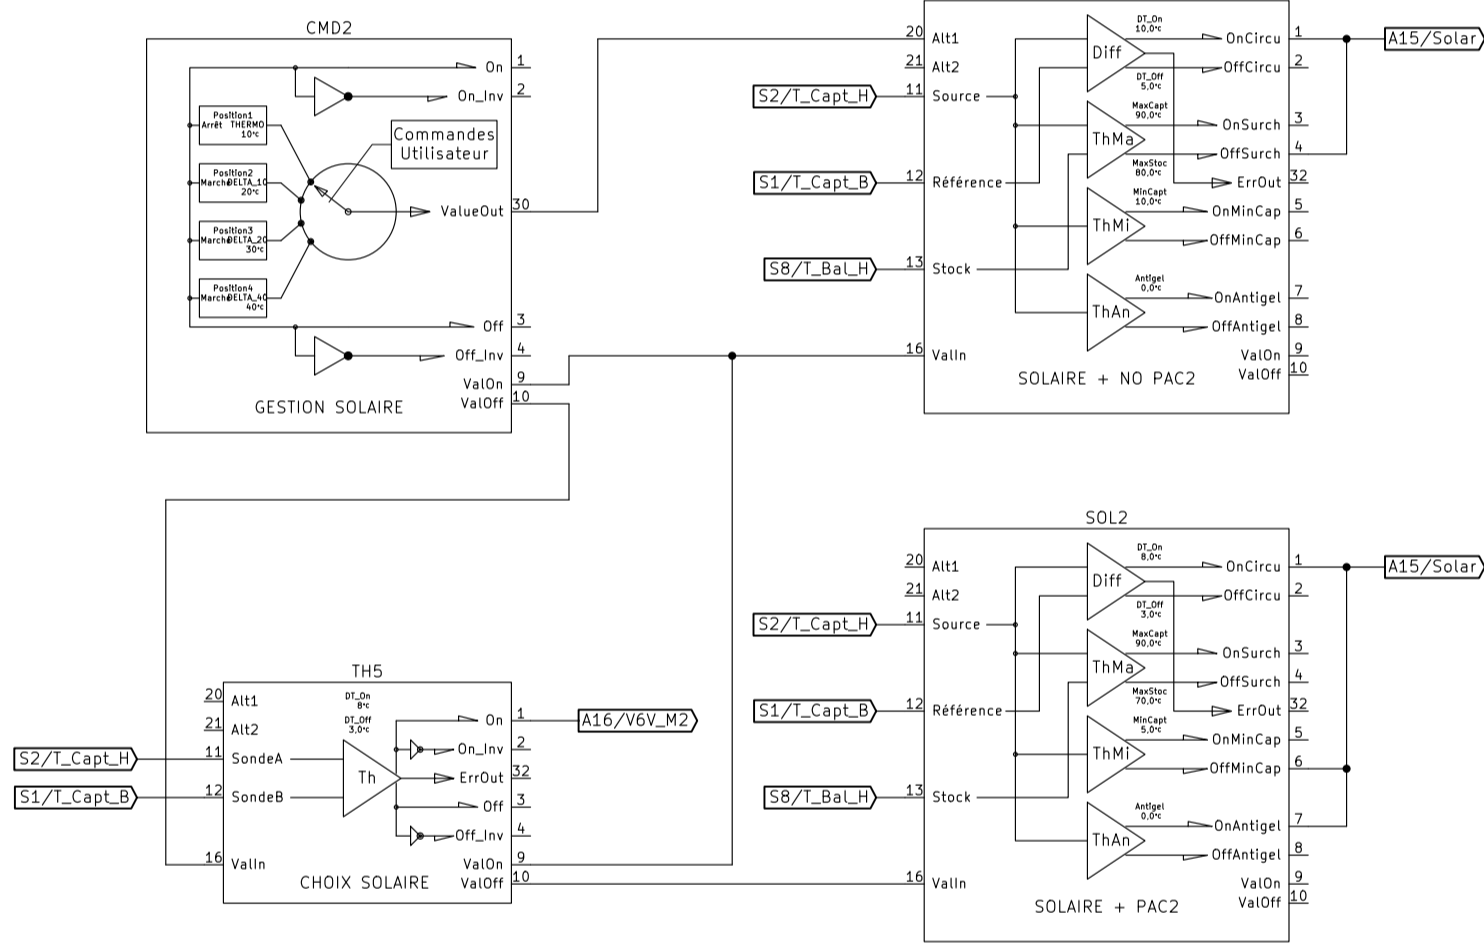 CMD2
On
1
On_Inv
2
Position1
Arrêt THERMO
10°c
Position2
Marche DELTA_10
20°c
Position3
Marche DELTA_20
30°c
Position4
Marche DELTA_40
40°c
Commandes
Utilisateur
ValueOut
30
Off
3
Off_Inv
4
ValOn
9
ValOff
10
GESTION SOLAIRE
20
Alt1
21
Alt2
S2/T_Capt_H
11
Source
S1/T_Capt_B
12
Référence
S8/T_Bal_H
13
Stock
16
ValIn
DT_On
10,0°c
Diff
DT_Off
5,0°c
MaxCapt
90,0°c
ThMa
MaxStoc
80,0°c
MinCapt
10,0°c
ThMi
Antigel
0,0°c
ThAn
OnCircu
1
OffCircu
2
OnSurch
3
OffSurch
4
ErrOut
32
OnMinCap
5
OffMinCap
6
OnAntigel
7
OffAntigel
8
ValOn
9
ValOff
10
SOLAIRE + NO PAC2
A15/Solar
TH5
20
Alt1
21
Alt2
S2/T_Capt_H
11
SondeA
S1/T_Capt_B
12
SondeB
16
ValIn
DT_On
8°c
DT_Off
3,0°c
Th
On
1
On_Inv
2
ErrOut
32
Off
3
Off_Inv
4
ValOn
9
ValOff
10
CHOIX SOLAIRE
A16/V6V_M2
SOL2
20
Alt1
21
Alt2
S2/T_Capt_H
11
Source
S1/T_Capt_B
12
Référence
S8/T_Bal_H
13
Stock
16
ValIn
DT_On
8,0°c
Diff
DT_Off
3,0°c
MaxCapt
90,0°c
ThMa
MaxStoc
70,0°c
MinCapt
5,0°c
ThMi
Antigel
0,0°c
ThAn
OnCircu
1
OffCircu
2
OnSurch
3
OffSurch
4
ErrOut
32
OnMinCap
5
OffMinCap
6
OnAntigel
7
OffAntigel
8
ValOn
9
ValOff
10
SOLAIRE + PAC2
A15/Solar